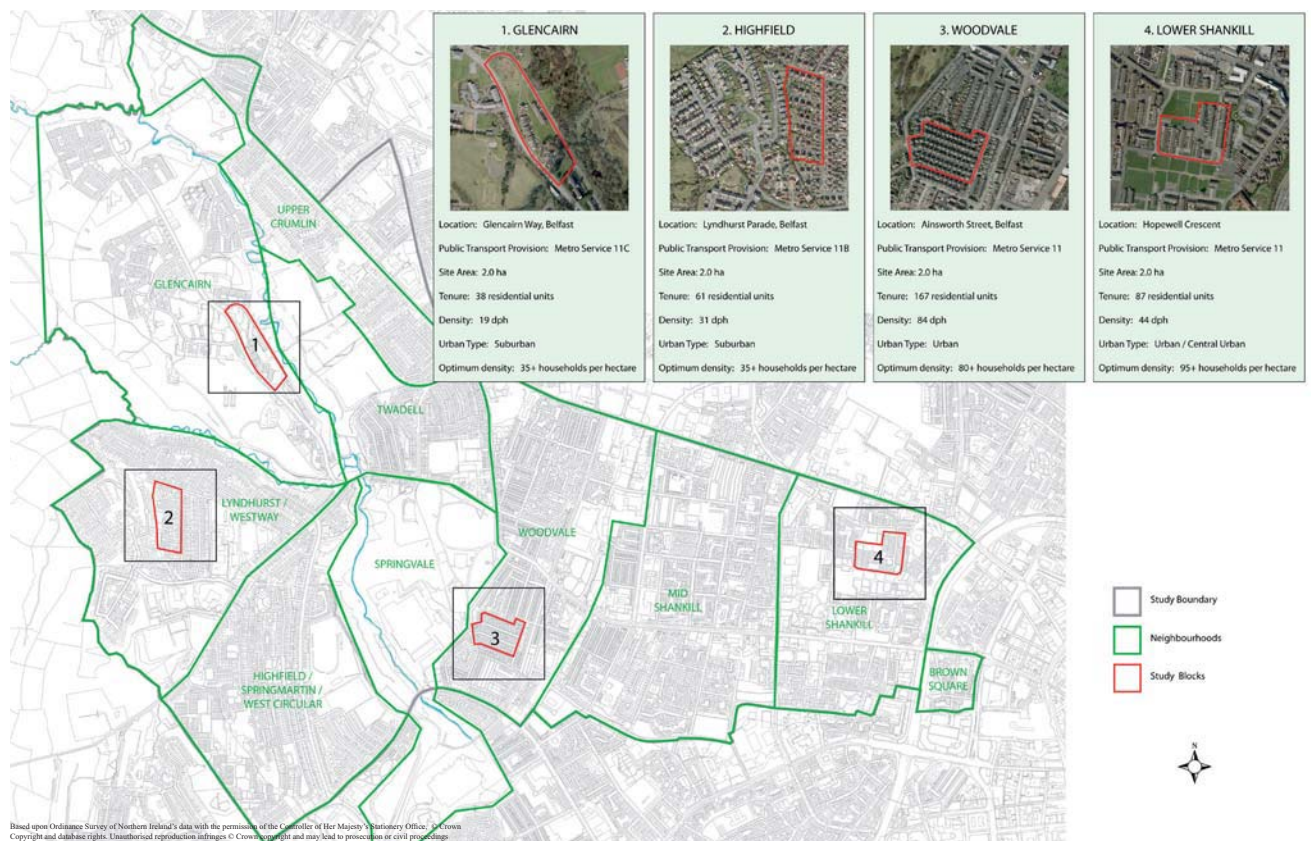 1. GLENCAIRN
Location: Glencairn Way, Belfast
Public Transport Provision: Metro Service 11C
Site Area: 2.0 ha
Tenure: 38 residential units
Density: 19 dph
Urban Type: Suburban
Optimum density: 35+ households per hectare
2. HIGHFIELD
Location: Lyndhurst Parade, Belfast
Public Transport Provision: Metro Service 11B
Site Area: 2.0 ha
Tenure: 61 residential units
Density: 31 dph
Urban Type: Suburban
Optimum density: 35+ households per hectare
3. WOODVALE
Location: Ainsworth Street, Belfast
Public Transport Provision: Metro Service 11
Site Area: 2.0 ha
Tenure: 167 residential units
Density: 84 dph
Urban Type: Urban
Optimum density: 80+ households per hectare
4. LOWER SHANKILL
Location: Hopewell Crescent
Public Transport Provision: Metro Service 11
Site Area: 2.0 ha
Tenure: 87 residential units
Density: 44 dph
Urban Type: Urban / Central Urban
Optimum density: 95+ households per hectare
UPPER
CRUMLIN
GLENCAIRN
1
TWADELL
LYNDHURST /
WESTWAY
2
WOODVALE
SPRINGVALE
3
MID
SHANKILL
4
LOWER
SHANKILL
BROWN
SQUARE
HIGHFIELD /
SPRINGMARTIN /
WEST CIRCULAR
Study Boundary
Neighbourhoods
Study Blocks
N
Based upon Ordnance Survey of Northern Ireland's data with the permission of the Controller of Her Majesty's Stationery Office, © Crown
Copyright and database rights. Unauthorised reproduction infringes © Crown copyright and may lead to prosecution or civil proceedings